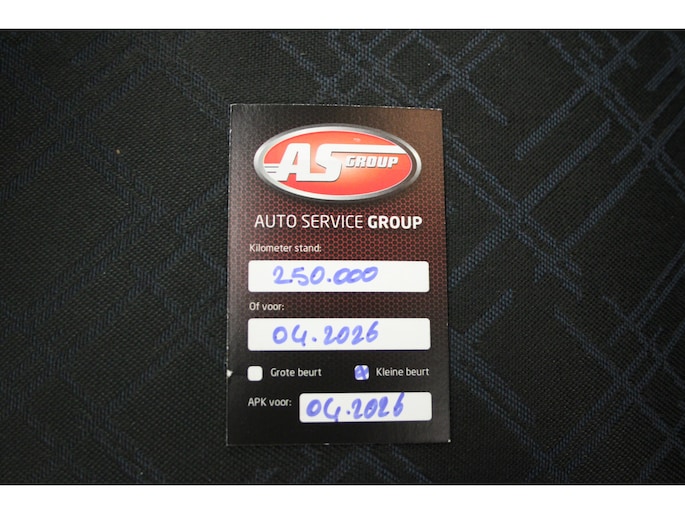 AS GROUP
AUTO SERVICE GROUP
Kilometer stand:
250.000
Of voor:
04.2026
Grote beurt Kleine beurt
APK voor: 04.2026